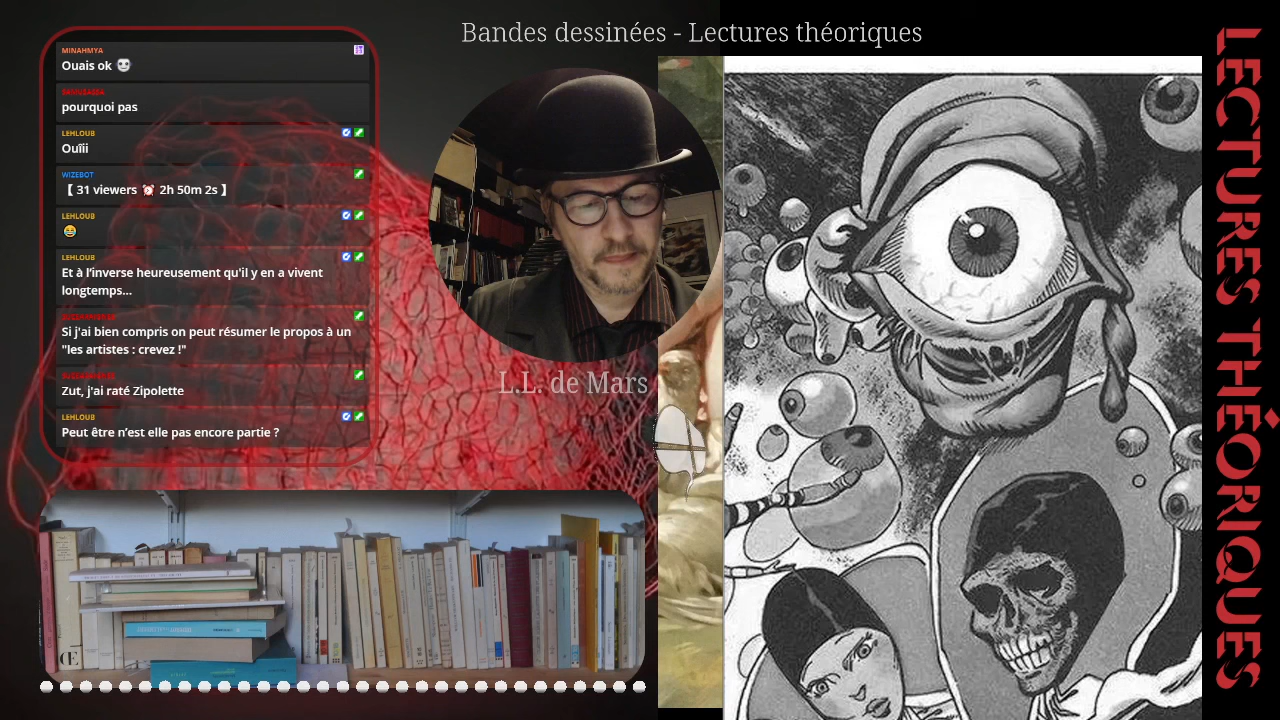 Bandes dessinées - Lectures théoriques
MINAHMYA
Ouais ok
pourquoi pas
LEHLOUB
Ouîîi
WIZEBOT
【 31 viewers ⏰ 2h 50m 2s 】
LEHLOUB
LEHLOUB
Et à l'inverse heureusement qu'il y en a vivent
longtemps...
Si j'ai bien compris on peut résumer le propos à un
"les artistes : crevez !"
Zut, j'ai raté Zipolette
LEHLOUB
Peut être n'est elle pas encore partie ?
L.L. de Mars
LECTURES THÉORIQUES
Œ